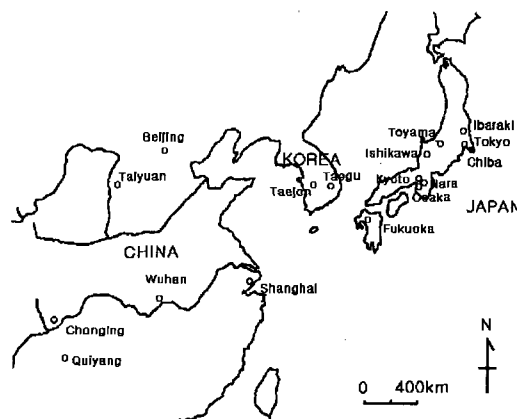 Ibaraki
Toyama
Tokyo
Beijing
Ishikawa
KOREA
Chiba
Taiyuan
Taejon
Taegu
Kyoto
Nara
Osaka
JAPAN
Fukuoka
CHINA
Wuhan
Shanghai
Chonging
Quiyang
N
0 400km